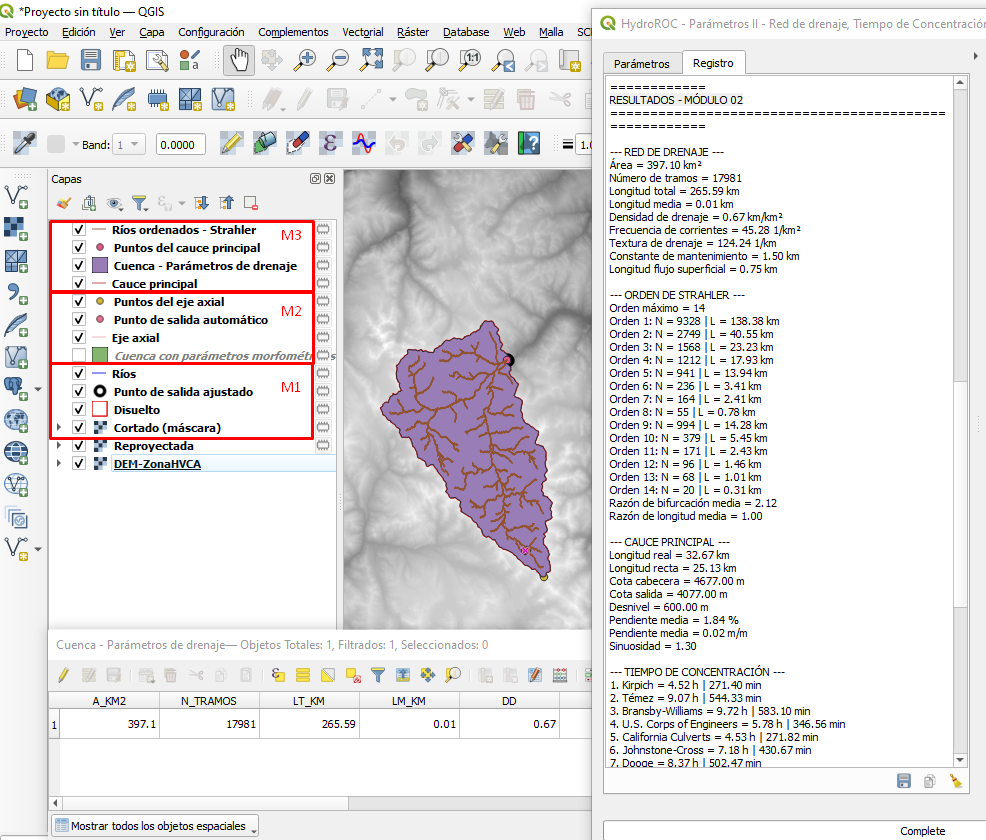 *Proyecto sin título — QGIS
Proyecto Edición Ver Capa Configuración Complementos Vectorial Ráster Database Web Malla
Band: 1 0.0000
Capas
Ríos ordenados - Strahler M3
Puntos del cauce principal
Cuenca - Parámetros de drenaje
Cauce principal
Puntos del eje axial
Punto de salida automático M2
Eje axial
Cuenca con parámetros morfomét
Ríos
Punto de salida ajustado M1
Disuelto
Cortado (máscara)
Reproyectada
DEM-ZonaHVCA
Cuenca - Parámetros de drenaje— Objetos Totales: 1, Filtrados: 1, Seleccionados: 0
A_KM2 N_TRAMOS LT_KM LM_KM DD
1 397.1 17981 265.59 0.01 0.67
Mostrar todos los objetos espaciales
HydroROC - Parámetros II - Red de drenaje, Tiempo de Concentración
Parámetros Registro
============
RESULTADOS - MÓDULO 02
==========================================
============
--- RED DE DRENAJE ---
Área = 397.10 km²
Número de tramos = 17981
Longitud total = 265.59 km
Longitud media = 0.01 km
Densidad de drenaje = 0.67 km/km²
Frecuencia de corrientes = 45.28 1/km²
Textura de drenaje = 124.24 1/km
Constante de mantenimiento = 1.50 km
Longitud flujo superficial = 0.75 km
--- ORDEN DE STRAHLER ---
Orden máximo = 14
Orden 1: N = 9328 | L = 138.38 km
Orden 2: N = 2749 | L = 40.55 km
Orden 3: N = 1568 | L = 23.23 km
Orden 4: N = 1212 | L = 17.93 km
Orden 5: N = 941 | L = 13.94 km
Orden 6: N = 236 | L = 3.41 km
Orden 7: N = 164 | L = 2.41 km
Orden 8: N = 55 | L = 0.78 km
Orden 9: N = 994 | L = 14.28 km
Orden 10: N = 379 | L = 5.45 km
Orden 11: N = 171 | L = 2.43 km
Orden 12: N = 96 | L = 1.46 km
Orden 13: N = 68 | L = 1.01 km
Orden 14: N = 20 | L = 0.31 km
Razón de bifurcación media = 2.12
Razón de longitud media = 1.00
--- CAUCE PRINCIPAL ---
Longitud real = 32.67 km
Longitud recta = 25.13 km
Cota cabecera = 4677.00 m
Cota salida = 4077.00 m
Desnivel = 600.00 m
Pendiente media = 1.84 %
Pendiente media = 0.02 m/m
Sinuosidad = 1.30
--- TIEMPO DE CONCENTRACIÓN ---
1. Kirpich = 4.52 h | 271.40 min
2. Témez = 9.07 h | 544.33 min
3. Bransby-Williams = 9.72 h | 583.10 min
4. U.S. Corps of Engineers = 5.78 h | 346.56 min
5. California Culverts = 4.53 h | 271.82 min
6. Johnstone-Cross = 7.18 h | 430.67 min
7. Dooge = 8.37 h | 502.47 min
Complete